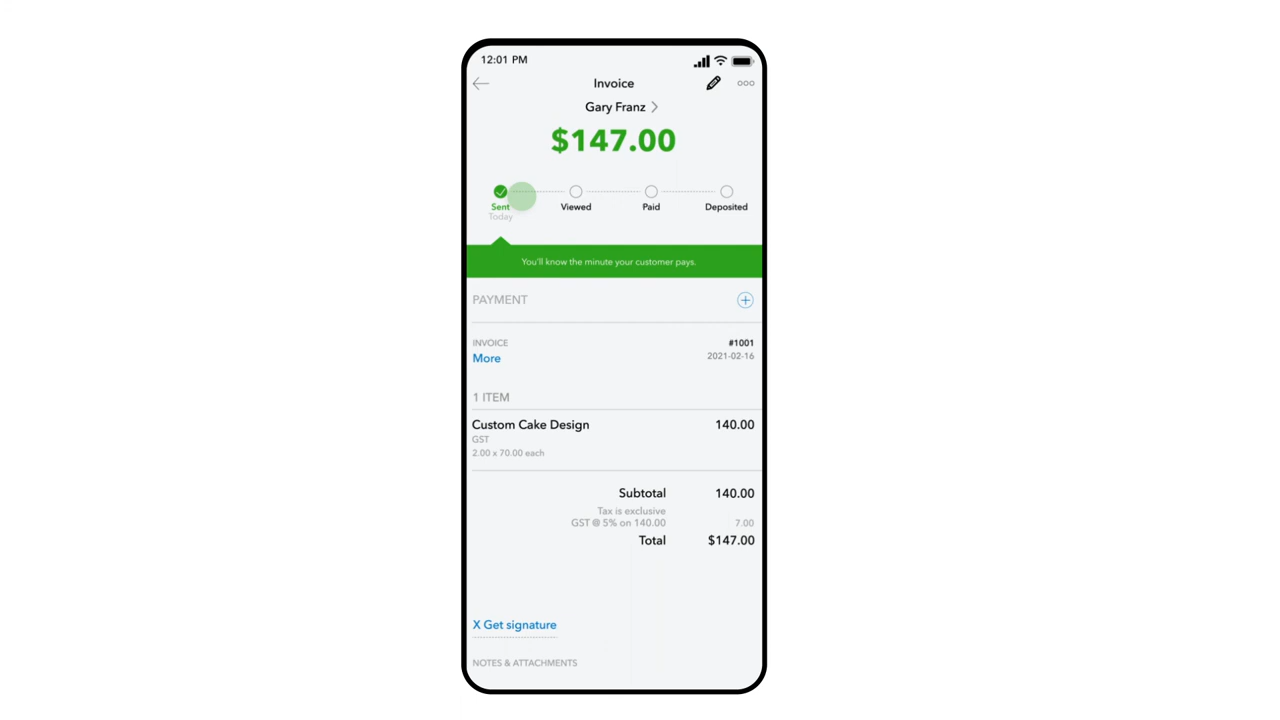 12:01 PM
Invoice
Gary Franz
$147.00
Sent Viewed Paid Deposited
Today
You'll know the minute your customer pays.
PAYMENT
INVOICE #1001
More 2021-02-16
1 ITEM
Custom Cake Design 140.00
GST
2.00 x 70.00 each
Subtotal 140.00
Tax is exclusive
GST @ 5% on 140.00 7.00
Total $147.00
X Get signature
NOTES & ATTACHMENTS